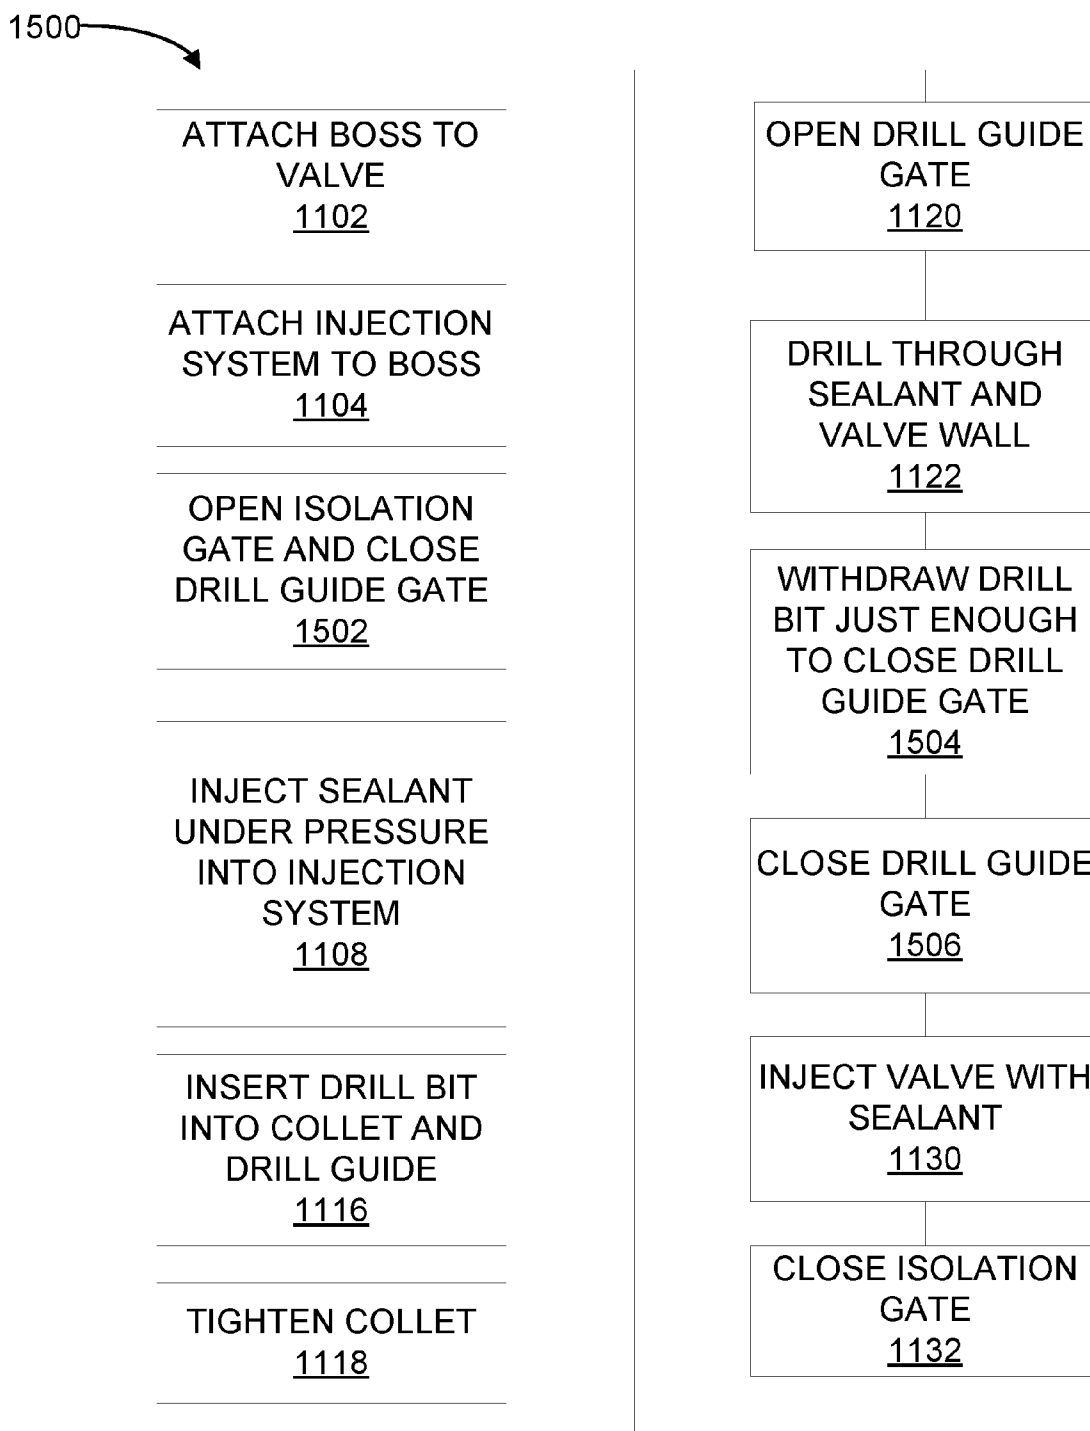 1500
ATTACH BOSS TO
VALVE
1102
ATTACH INJECTION
SYSTEM TO BOSS
1104
OPEN ISOLATION
GATE AND CLOSE
DRILL GUIDE GATE
1502
INJECT SEALANT
UNDER PRESSURE
INTO INJECTION
SYSTEM
1108
INSERT DRILL BIT
INTO COLLET AND
DRILL GUIDE
1116
TIGHTEN COLLET
1118
OPEN DRILL GUIDE
GATE
1120
DRILL THROUGH
SEALANT AND
VALVE WALL
1122
WITHDRAW DRILL
BIT JUST ENOUGH
TO CLOSE DRILL
GUIDE GATE
1504
CLOSE DRILL GUIDE
GATE
1506
INJECT VALVE WITH
SEALANT
1130
CLOSE ISOLATION
GATE
1132